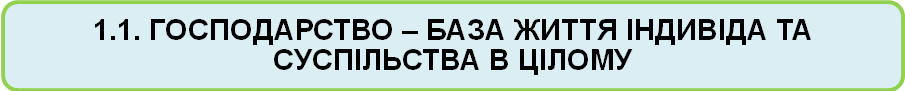 1.1. ГОСПОДАРСТВО – БАЗА ЖИТТЯ ІНДИВІДА ТА
СУСПІЛЬСТВА В ЦІЛОМУ